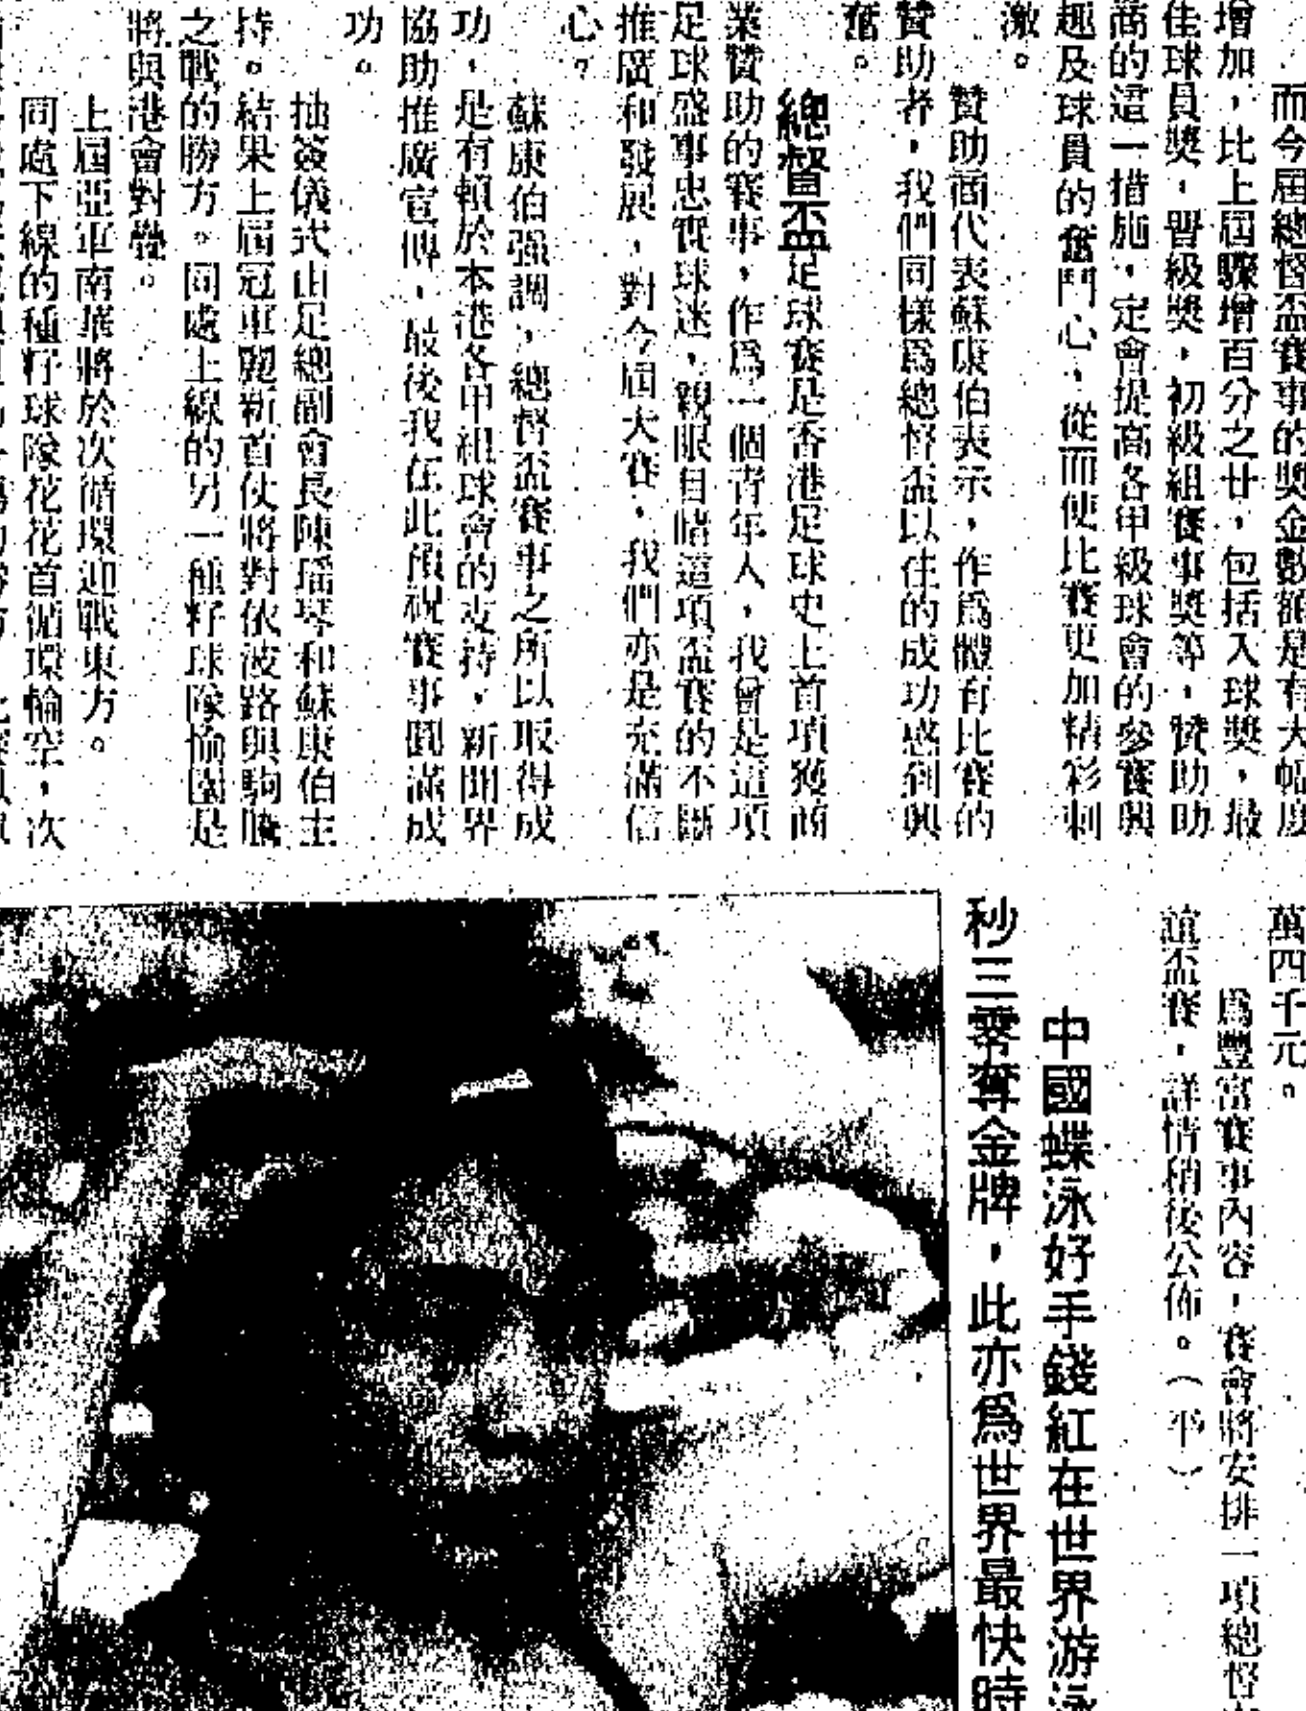 而今屆總督盃賽事的獎金數額是有大幅度
增加，比上屆驟增百分之廿，包括入球獎，最
佳球員獎，晋級獎，初級組賽事獎等，贊助
商的這一措施，定會提高各甲級球會的參賽興
趣及球員的奮鬥心，從而使比賽更加精彩刺
激。
贊助商代表蘇康伯表示，作爲體育比賽的
贊助者，我們同樣爲總督盃以往的成功感到興
奮。
總督盃足球賽是香港足球史上首項獲商
業贊助的賽事，作爲一個青年人，我曾是這項
足球盛事忠實球迷，親眼目睹這項盃賽的不斷
推廣和發展，對今屆大賽，我們亦是充滿信
心。
蘇康伯强調，總督盃賽事之所以取得成
功，是有賴於本港各甲組球會的支持，新聞界
協助推廣宣傳，最後我在此預祝賽事圓滿成
功。
抽簽儀式由足總副會長陳瑶琴和蘇康伯主
持。結果上屆冠軍麗新首仗將對依波路與駒騰
之戰的勝方。同處上線的另一種籽球隊愉園是
將與港會對疊。
上屆亞軍南華將於次循環迎戰東方。
同處下線的種籽球隊花花首循環輪空，次
萬四千元。
爲豐富賽事內容，賽會將安排一項總督
誼盃賽，詳情稍後公佈。（平）
中國蝶泳好手錢紅在世界游泳
秒三零奪金牌，此亦爲世界最快時